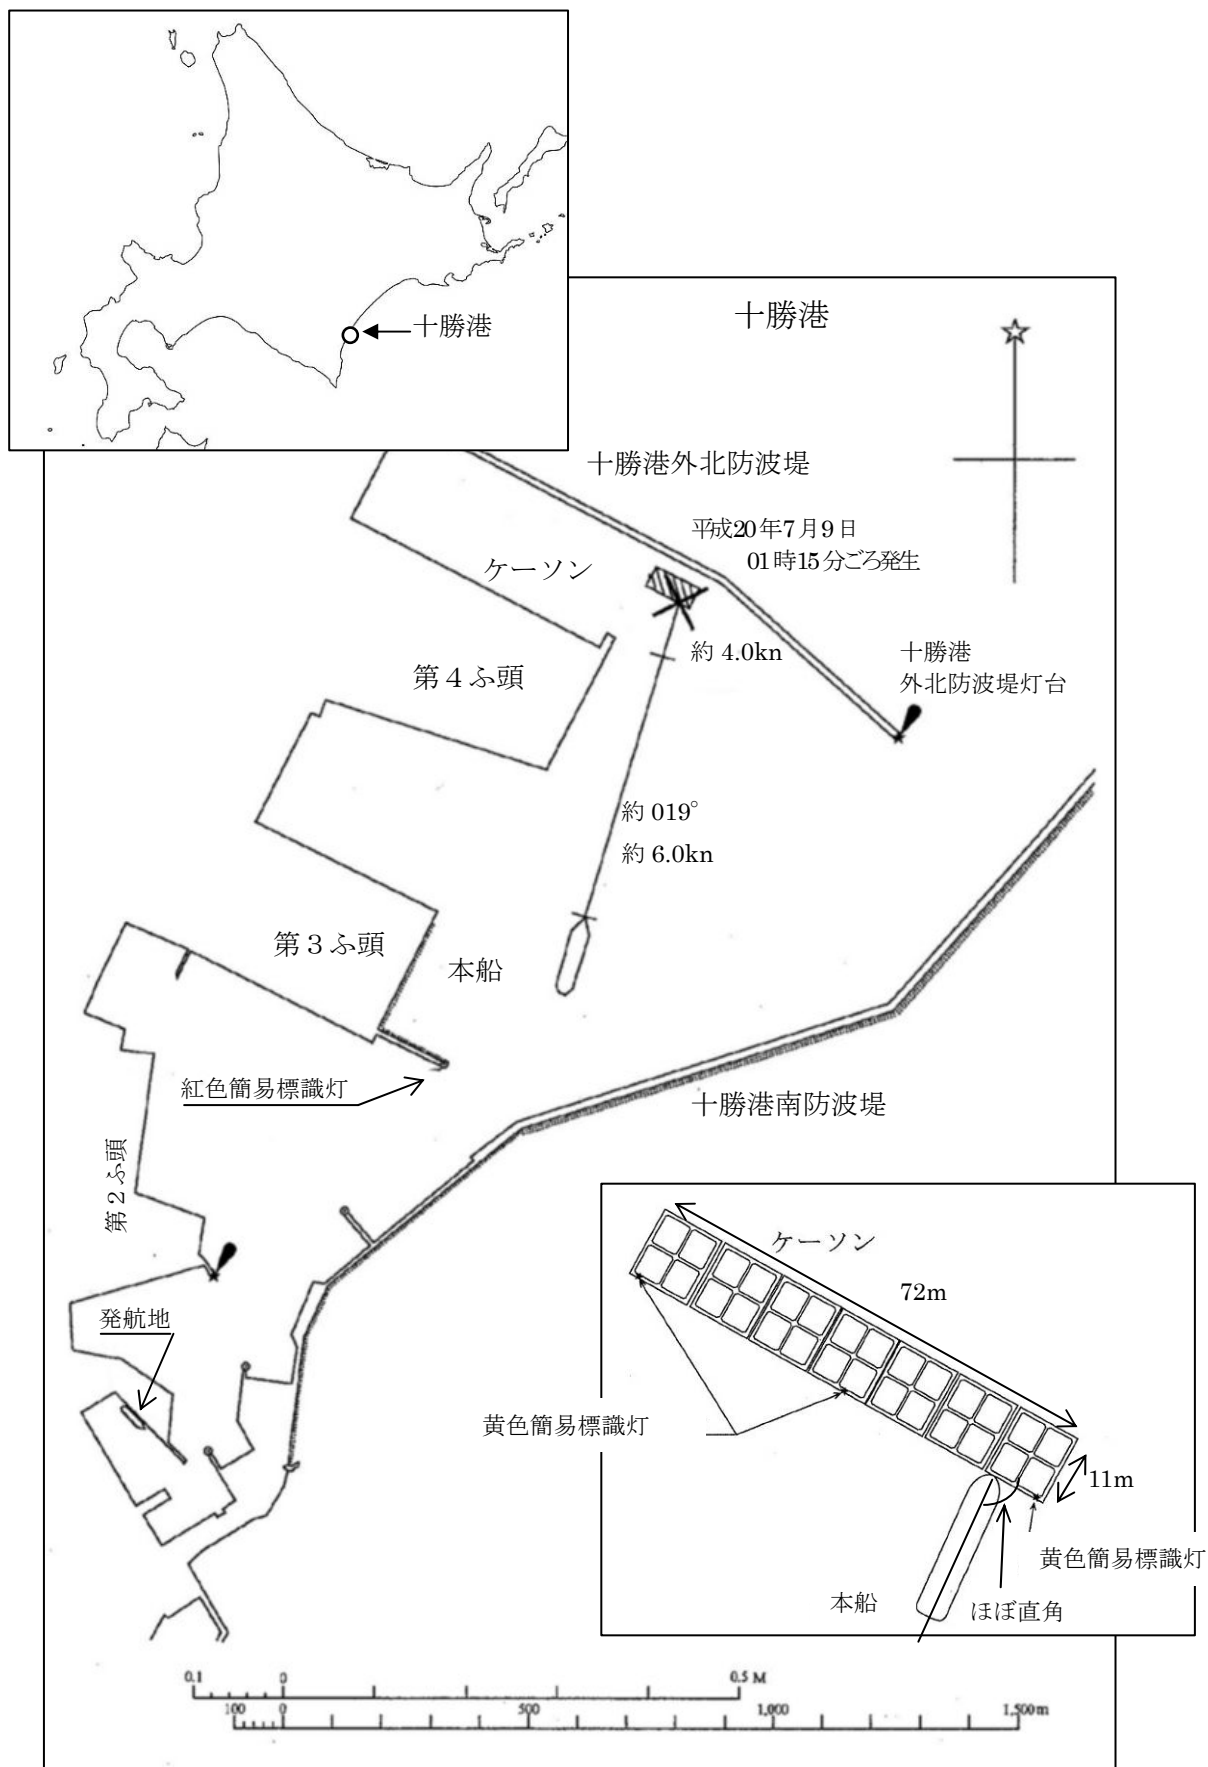 十勝港
十勝港
十勝港外北防波堤
平成20年7月9日
01時15分ごろ発生
ケーソン
約 4.0kn
十勝港
外北防波堤灯台
第4ふ頭
約 019°
約 6.0kn
第3ふ頭
本船
紅色簡易標識灯
十勝港南防波堤
第2ふ頭
発航地
ケーソン
72m
黄色簡易標識灯
11m
黄色簡易標識灯
本船
ほぼ直角
0.1 0 0.5 M
100 0 500 1,000 1,500m